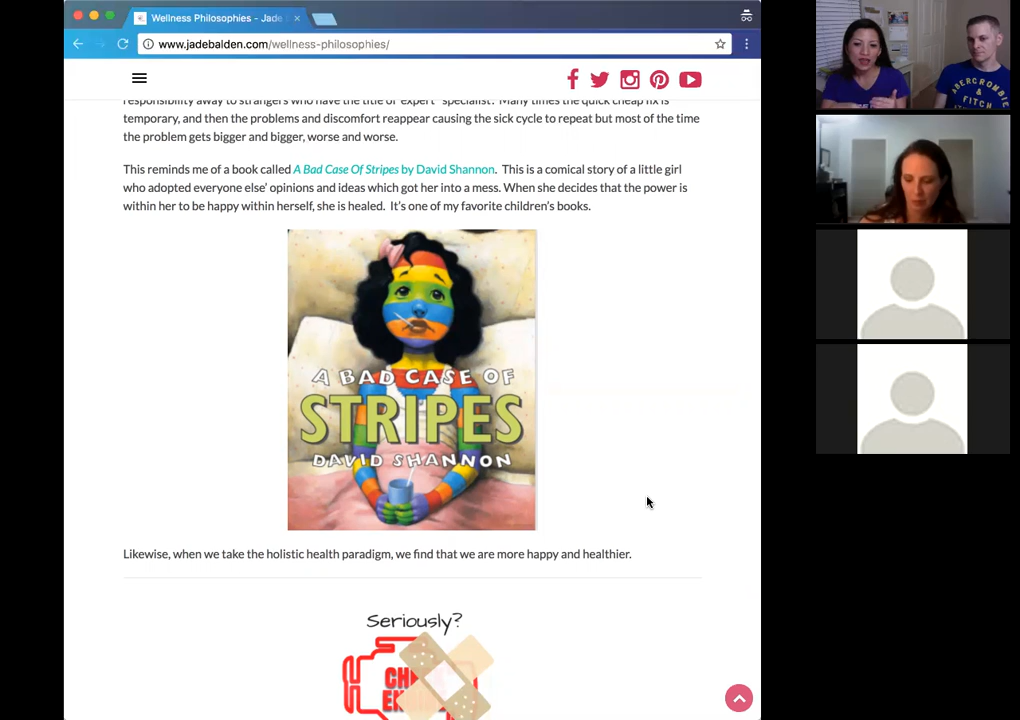 Wellness Philosophies - Jade
www.jadebalden.com/wellness-philosophies/
responsibility away to strangers who have the title of "expert" "specialist". Many times the quick cheap fix is
temporary, and then the problems and discomfort reappear causing the sick cycle to repeat but most of the time
the problem gets bigger and bigger, worse and worse.
This reminds me of a book called A Bad Case Of Stripes by David Shannon. This is a comical story of a little girl
who adopted everyone else' opinions and ideas which got her into a mess. When she decides that the power is
within her to be happy within herself, she is healed. It's one of my favorite children's books.
A BAD CASE OF
STRIPES
DAVID SHANNON
Likewise, when we take the holistic health paradigm, we find that we are more happy and healthier.
Seriously?
ABERCROMBIE
& FITCH